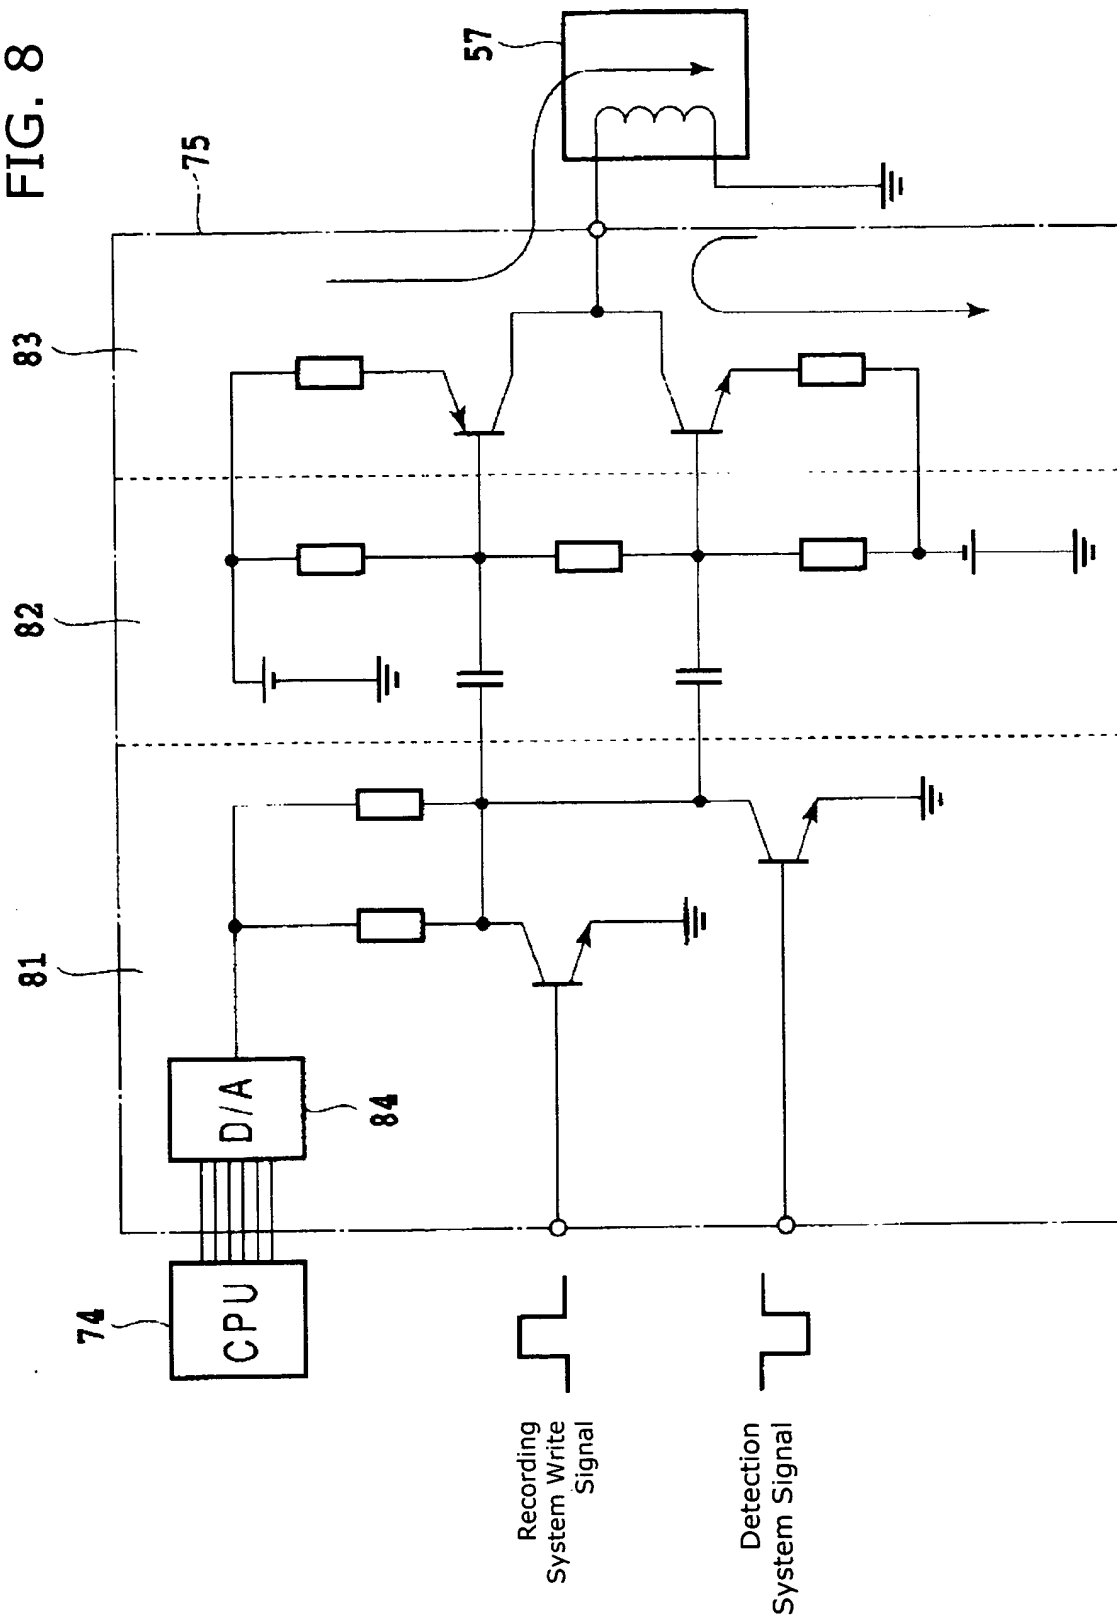 FIG. 8
75
57
83
82
81
D/A
84
CPU
74
Recording
System Write
Signal
Detection
System Signal